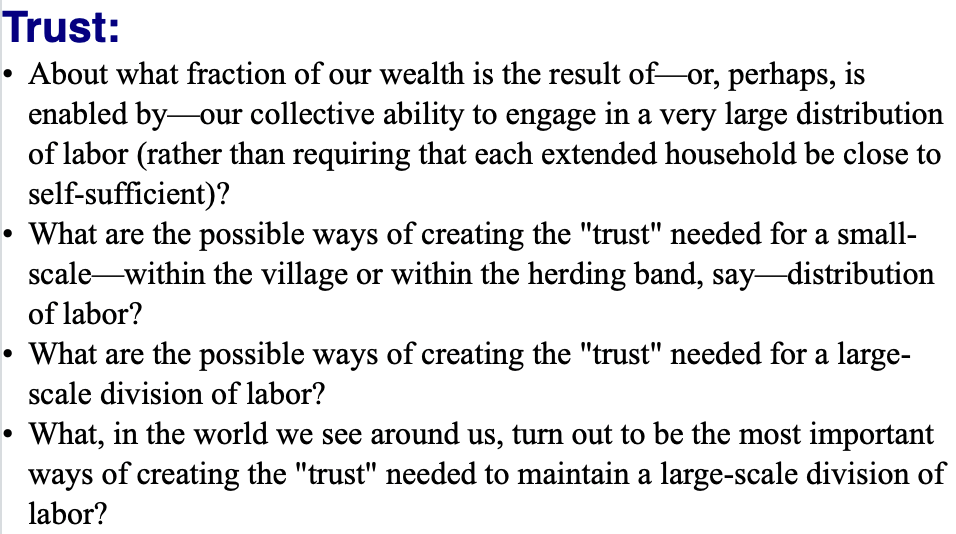 Trust:
• About what fraction of our wealth is the result of—or, perhaps, is
enabled by—our collective ability to engage in a very large distribution
of labor (rather than requiring that each extended household be close to
self-sufficient)?
• What are the possible ways of creating the "trust" needed for a small-
scale—within the village or within the herding band, say—distribution
of labor?
• What are the possible ways of creating the "trust" needed for a large-
scale division of labor?
• What, in the world we see around us, turn out to be the most important
ways of creating the "trust" needed to maintain a large-scale division of
labor?